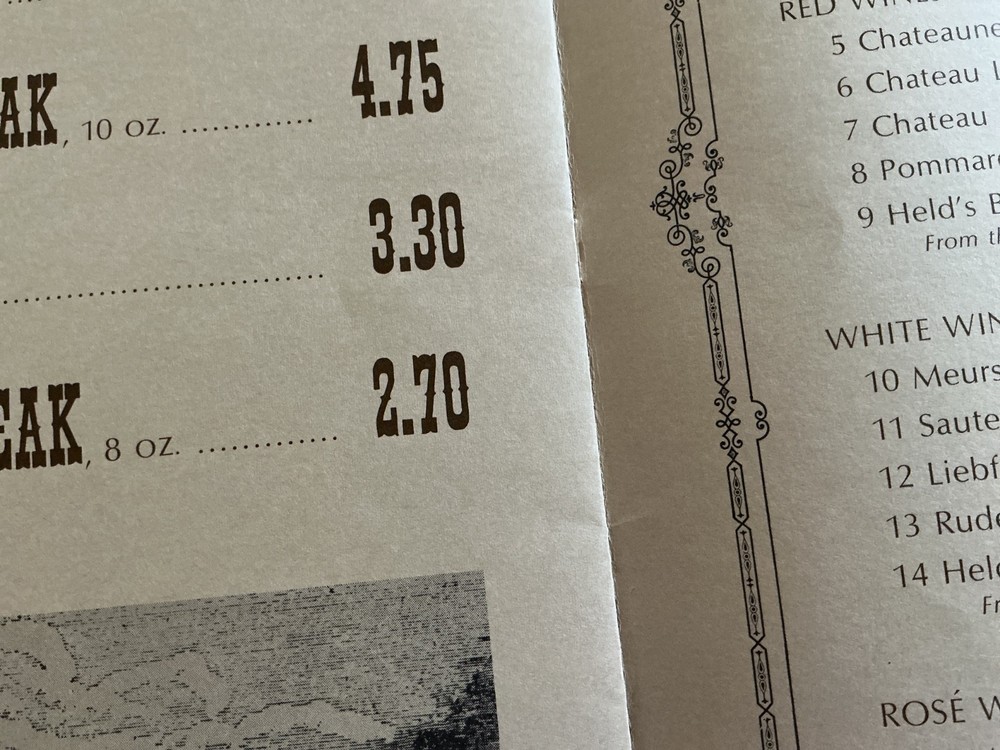 AK, 10 OZ. ............. 4.75
........................................ 3.30
EAK, 8 OZ. ............. 2.70
RED
5 Chateaune
6 Chateau
7 Chateau
8 Pommar
9 Held's B
From th
WHITE WIN
10 Meurs
11 Saute
12 Liebf
13 Rude
14 Held
Fr
ROSÉ W